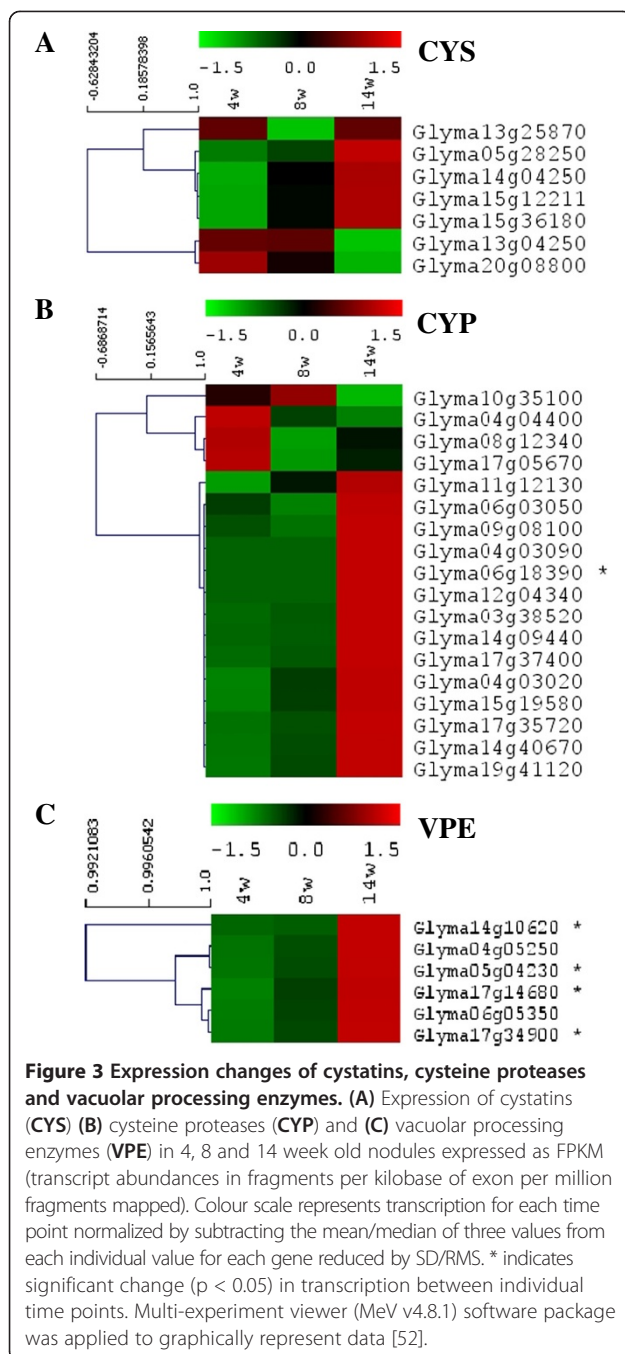 A
-0.62843204
0.18578398
1.0
-1.5 0.0 1.5
CYS
4w 8w 14w
Glyma13g25870
Glyma05g28250
Glyma14g04250
Glyma15g12211
Glyma15g36180
Glyma13g04250
Glyma20g08800
B
-0.6868714
0.1565643
1.0
-1.5 0.0 1.5
CYP
4w 8w 14w
Glyma10g35100
Glyma04g04400
Glyma08g12340
Glyma17g05670
Glyma11g12130
Glyma06g03050
Glyma09g08100
Glyma04g03090
Glyma06g18390 *
Glyma12g04340
Glyma03g38520
Glyma14g09440
Glyma17g37400
Glyma04g03020
Glyma15g19580
Glyma17g35720
Glyma14g40670
Glyma19g41120
C
0.9921083
0.9960542
1.0
-1.5 0.0 1.5
VPE
4w 8w 14w
Glyma14g10620 *
Glyma04g05250
Glyma05g04230 *
Glyma17g14680 *
Glyma06g05350
Glyma17g34900 *
Figure 3 Expression changes of cystatins, cysteine proteases
and vacuolar processing enzymes. (A) Expression of cystatins
(CYS) (B) cysteine proteases (CYP) and (C) vacuolar processing
enzymes (VPE) in 4, 8 and 14 week old nodules expressed as FPKM
(transcript abundances in fragments per kilobase of exon per million
fragments mapped). Colour scale represents transcription for each time
point normalized by subtracting the mean/median of three values from
each individual value for each gene reduced by SD/RMS. * indicates
significant change (p < 0.05) in transcription between individual
time points. Multi-experiment viewer (MeV v4.8.1) software package
was applied to graphically represent data [52].